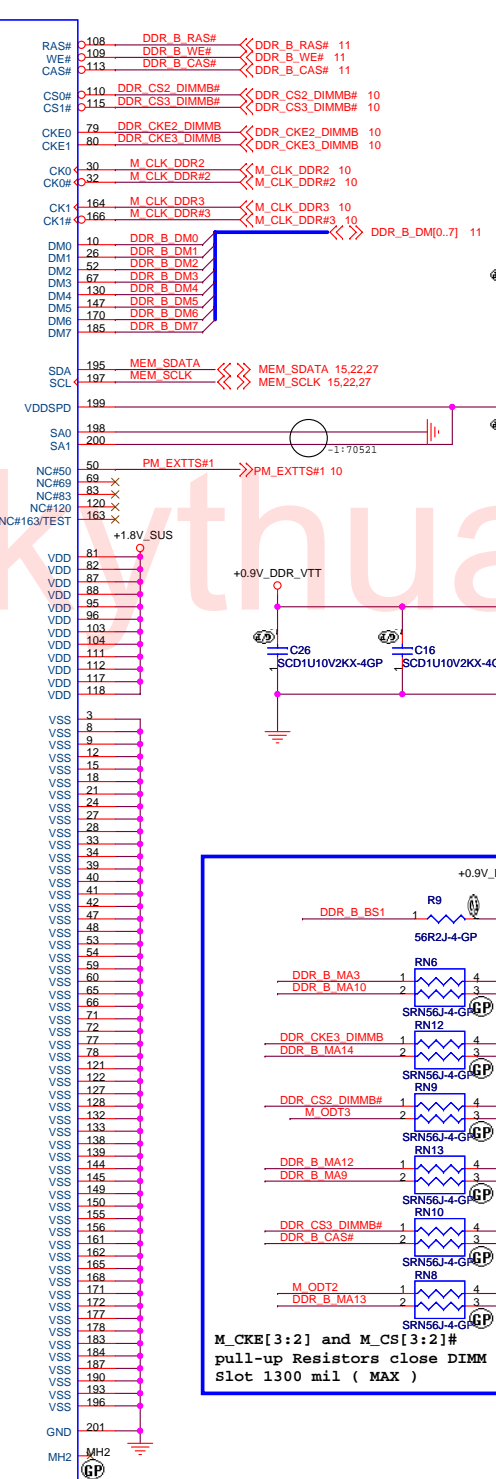 RAS# 108 DDR_B_RAS# DDR_B_RAS# 11
WE# 109 DDR_B_WE# DDR_B_WE# 11
CAS# 113 DDR_B_CAS# DDR_B_CAS# 11
CS0# 110 DDR_CS2_DIMMB# DDR_CS2_DIMMB# 10
CS1# 115 DDR_CS3_DIMMB# DDR_CS3_DIMMB# 10
CKE0 79 DDR_CKE2_DIMMB DDR_CKE2_DIMMB 10
CKE1 80 DDR_CKE3_DIMMB DDR_CKE3_DIMMB 10
CK0 30 M_CLK_DDR2 M_CLK_DDR2 10
CK0# 32 M_CLK_DDR#2 M_CLK_DDR#2 10
CK1 164 M_CLK_DDR3 M_CLK_DDR3 10
CK1# 166 M_CLK_DDR#3 M_CLK_DDR#3 10
DDR_B_DM[0..7] 11
DM0 10 DDR_B_DM0
DM1 26 DDR_B_DM1
DM2 52 DDR_B_DM2
DM3 67 DDR_B_DM3
DM4 130 DDR_B_DM4
DM5 147 DDR_B_DM5
DM6 170 DDR_B_DM6
DM7 185 DDR_B_DM7
SDA 195 MEM_SDATA MEM_SDATA 15,22,27
SCL 197 MEM_SCLK MEM_SCLK 15,22,27
VDDSPD 199
SA0 198
SA1 200
-1:70521
NC#50 50 PM_EXTTS#1 PM_EXTTS#1 10
NC#69 69
NC#83 83
NC#120 120
NC#163/TEST 163
kythua
+1.8V_SUS
VDD 81
VDD 82
VDD 87
VDD 88
VDD 95
VDD 96
VDD 103
VDD 104
VDD 111
VDD 112
VDD 117
VDD 118
+0.9V_DDR_VTT
C26
SCD1U10V2KX-4GP
1
C16
SCD1U10V2KX-4G
1
VSS 3
VSS 8
VSS 9
VSS 12
VSS 15
VSS 18
VSS 21
VSS 24
VSS 27
VSS 28
VSS 33
VSS 34
VSS 39
VSS 40
VSS 41
VSS 42
VSS 47
VSS 48
VSS 53
VSS 54
VSS 59
VSS 60
VSS 65
VSS 66
VSS 71
VSS 72
VSS 77
VSS 78
VSS 121
VSS 122
VSS 127
VSS 128
VSS 132
VSS 133
VSS 138
VSS 139
VSS 144
VSS 145
VSS 149
VSS 150
VSS 155
VSS 156
VSS 161
VSS 162
VSS 165
VSS 168
VSS 171
VSS 172
VSS 177
VSS 178
VSS 183
VSS 184
VSS 187
VSS 190
VSS 193
VSS 196
GND 201
MH2 MH2
GP
+0.9V_
R9
DDR_B_BS1 1 2
56R2J-4-GP
RN6
DDR_B_MA3 1 4
DDR_B_MA10 2 3
SRN56J-4-GP GP
RN12
DDR_CKE3_DIMMB 1 4
DDR_B_MA14 2 3
SRN56J-4-GP GP
RN9
DDR_CS2_DIMMB# 1 4
M_ODT3 2 3
SRN56J-4-GP GP
RN13
DDR_B_MA12 1 4
DDR_B_MA9 2 3
SRN56J-4-GP GP
RN10
DDR_CS3_DIMMB# 1 4
DDR_B_CAS# 2 3
SRN56J-4-GP GP
RN8
M_ODT2 1 4
DDR_B_MA13 2 3
SRN56J-4-GP GP
M_CKE[3:2] and M_CS[3:2]#
pull-up Resistors close DIMM
Slot 1300 mil ( MAX )